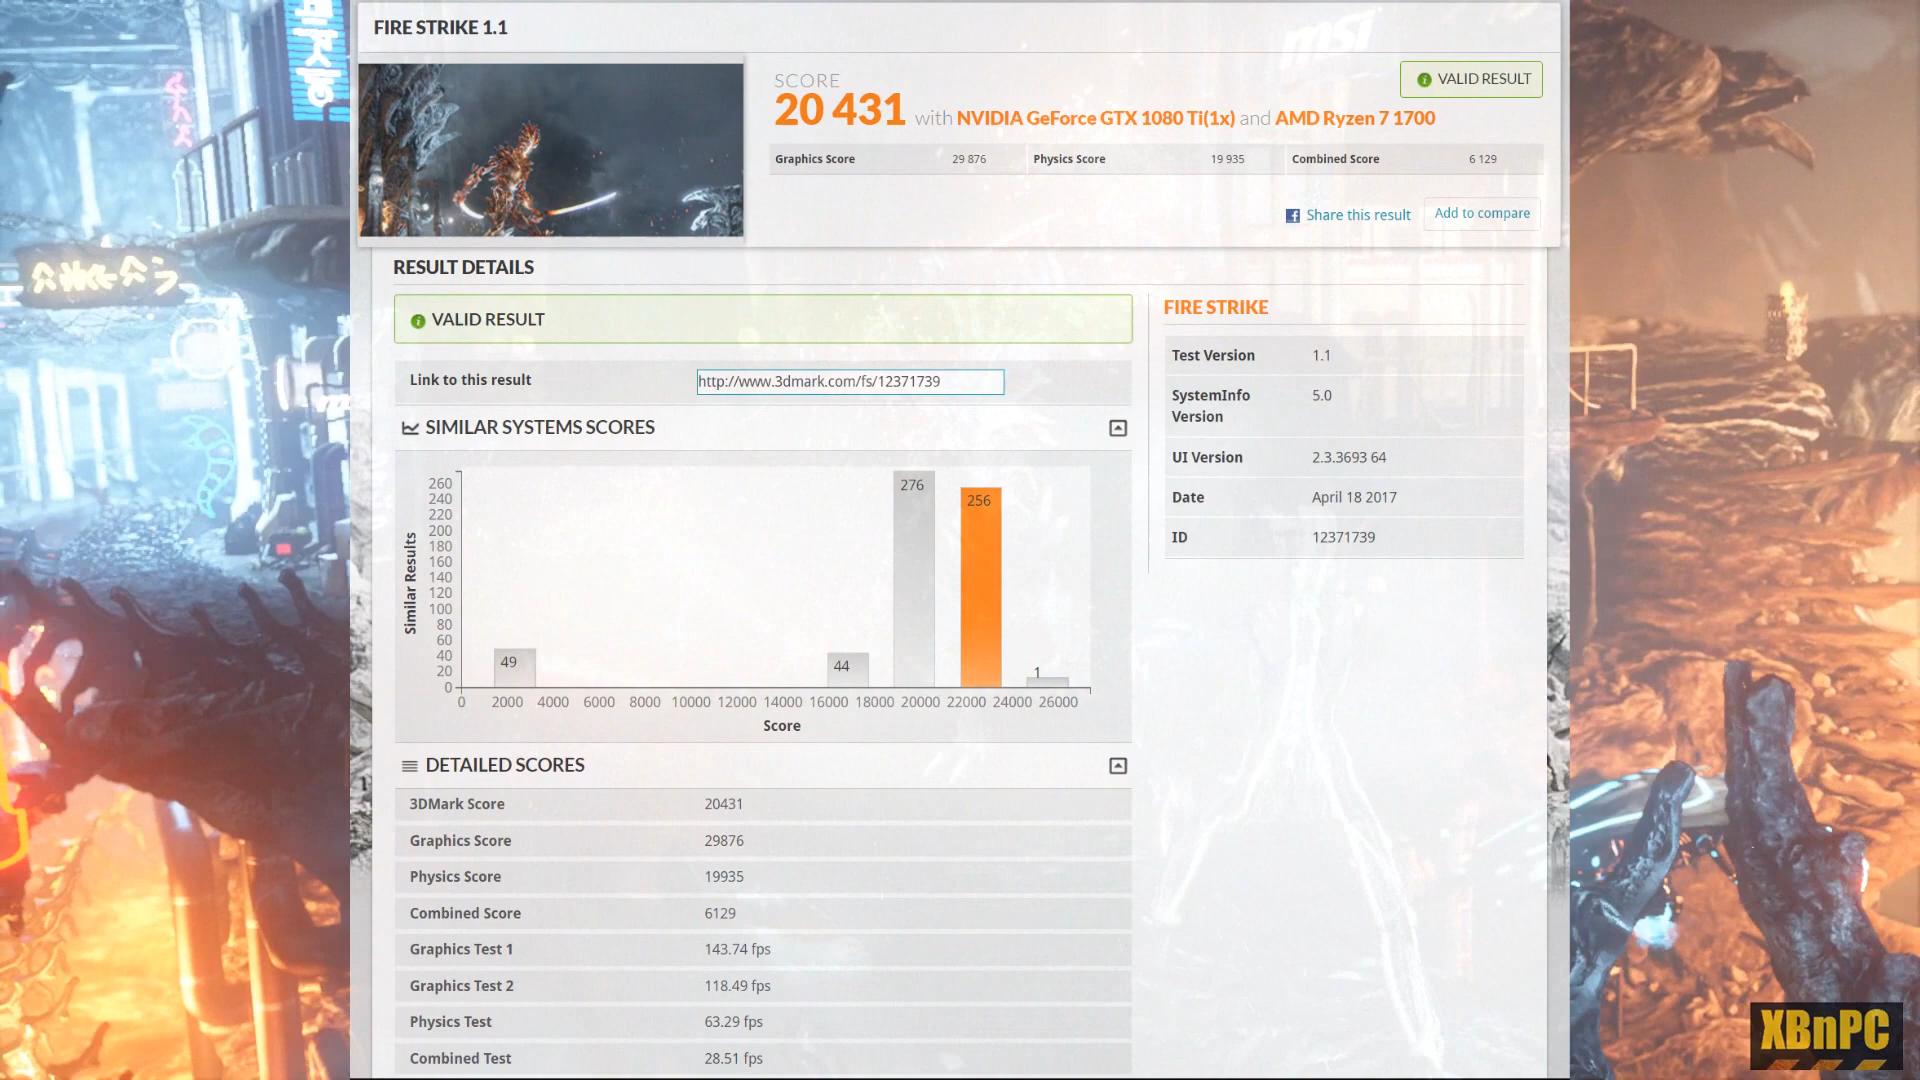 FIRE STRIKE 1.1
msi
SCORE
20 431 with NVIDIA GeForce GTX 1080 Ti(1x) and AMD Ryzen 7 1700
VALID RESULT
Graphics Score 29 876 Physics Score 19 935 Combined Score 6 129
Share this result Add to compare
RESULT DETAILS
VALID RESULT
Link to this result http://www.3dmark.com/fs/12371739
SIMILAR SYSTEMS SCORES
Similar Results
260
240
220
200
180
160
140
120
100
80
60
40
20
0
49
44
276
256
1
0 2000 4000 6000 8000 10000 12000 14000 16000 18000 20000 22000 24000 26000
Score
DETAILED SCORES
3DMark Score 20431
Graphics Score 29876
Physics Score 19935
Combined Score 6129
Graphics Test 1 143.74 fps
Graphics Test 2 118.49 fps
Physics Test 63.29 fps
Combined Test 28.51 fps
FIRE STRIKE
Test Version 1.1
SystemInfo Version 5.0
UI Version 2.3.3693 64
Date April 18 2017
ID 12371739
XBnPC